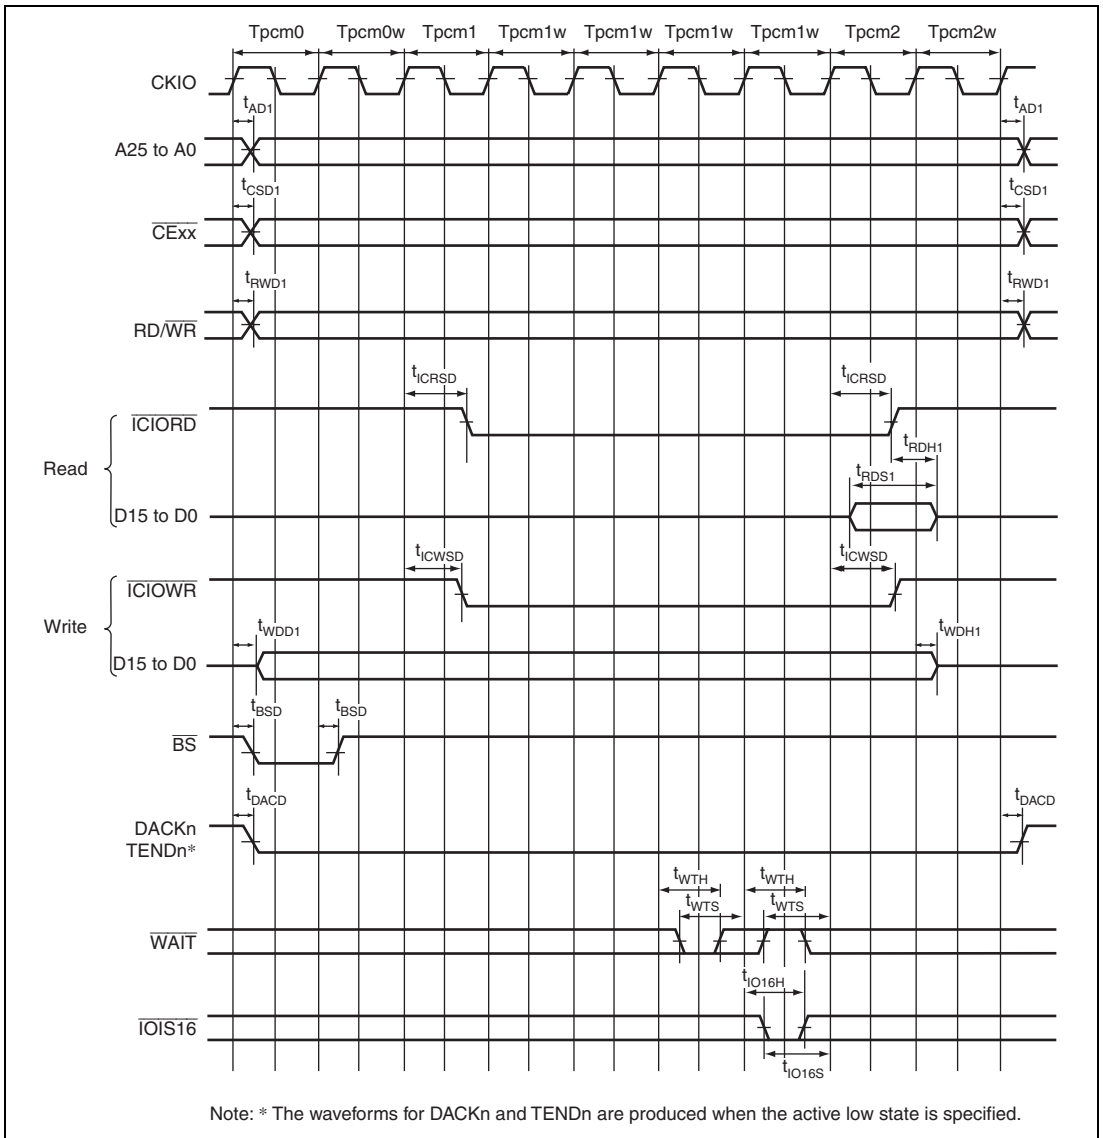 Tpcm0 Tpcm0w Tpcm1 Tpcm1w Tpcm1w Tpcm1w Tpcm1w Tpcm2 Tpcm2w
CKIO
tAD1 tAD1
A25 to A0
tCSD1 tCSD1
CExx
tRWD1 tRWD1
RD/WR
tICRSD tICRSD
ICIORD
tRDH1
Read
tRDS1
D15 to D0
tICWSD tICWSD
ICIOWR
Write
tWDD1 tWDH1
D15 to D0
tBSD tBSD
BS
tDACD tDACD
DACKn
TENDn*
tWTH tWTH
tWTS tWTS
WAIT
tIO16H
IOIS16
tIO16S
Note: * The waveforms for DACKn and TENDn are produced when the active low state is specified.